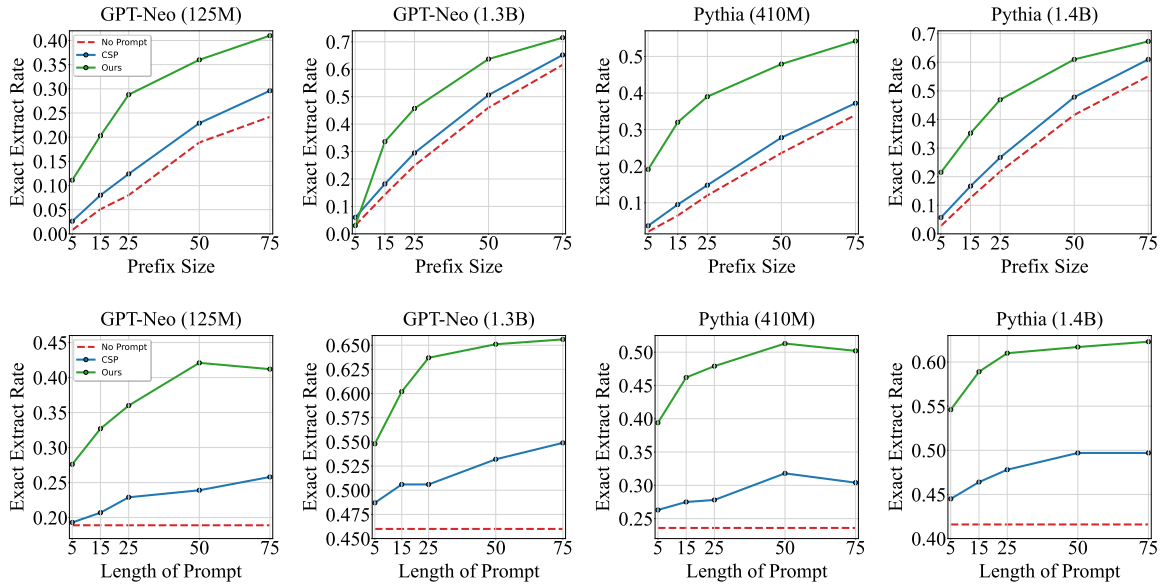 GPT-Neo (125M)
GPT-Neo (1.3B)
Pythia (410M)
Pythia (1.4B)
Exact Extract Rate
0.40
0.35
0.30
0.25
0.20
0.15
0.10
0.05
0.00
No Prompt
CSP
Ours
5 15 25 50 75
Prefix Size
Exact Extract Rate
0.7
0.6
0.5
0.4
0.3
0.2
0.1
0.0
5 15 25 50 75
Prefix Size
Exact Extract Rate
0.5
0.4
0.3
0.2
0.1
5 15 25 50 75
Prefix Size
Exact Extract Rate
0.7
0.6
0.5
0.4
0.3
0.2
0.1
0.0
5 15 25 50 75
Prefix Size
GPT-Neo (125M)
GPT-Neo (1.3B)
Pythia (410M)
Pythia (1.4B)
Exact Extract Rate
0.45
0.40
0.35
0.30
0.25
0.20
No Prompt
CSP
Ours
5 15 25 50 75
Length of Prompt
Exact Extract Rate
0.650
0.625
0.600
0.575
0.550
0.525
0.500
0.475
0.450
5 15 25 50 75
Length of Prompt
Exact Extract Rate
0.50
0.45
0.40
0.35
0.30
0.25
5 15 25 50 75
Length of Prompt
Exact Extract Rate
0.60
0.55
0.50
0.45
0.40
5 15 25 50 75
Length of Prompt